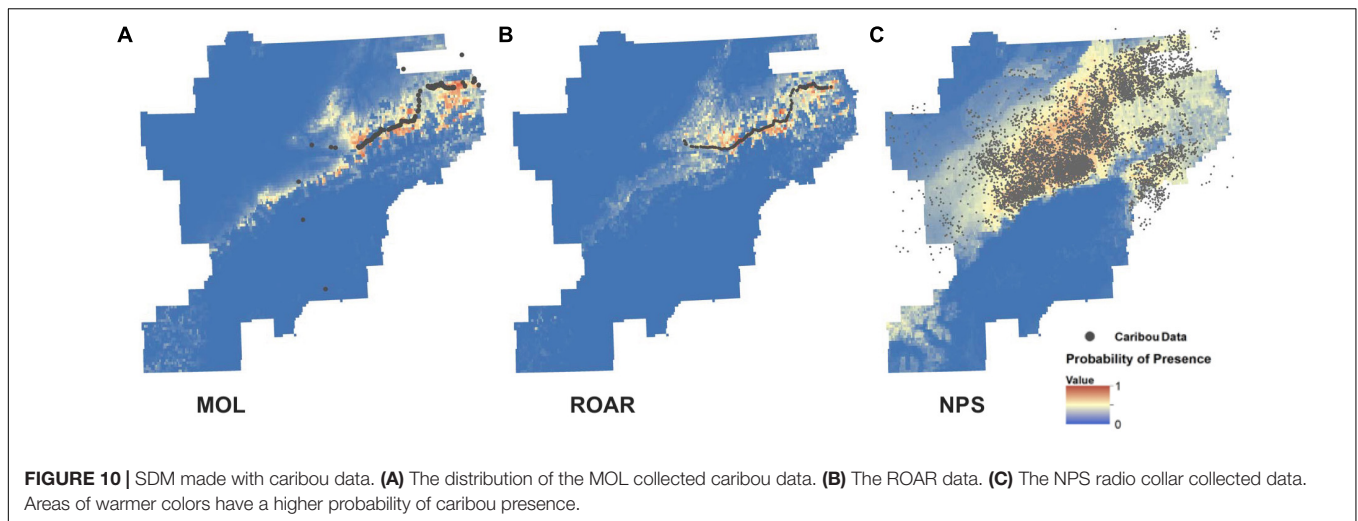 A
B
C
Caribou Data
Probability of Presence
Value
1
0
MOL
ROAR
NPS
FIGURE 10 | SDM made with caribou data. (A) The distribution of the MOL collected caribou data. (B) The ROAR data. (C) The NPS radio collar collected data.
Areas of warmer colors have a higher probability of caribou presence.